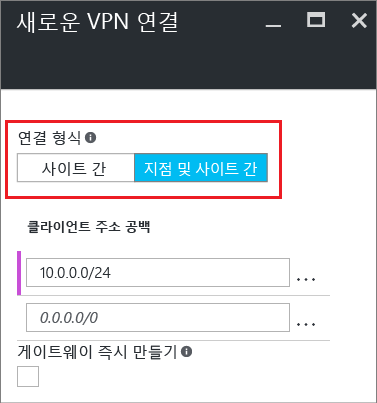 새로운 VPN 연결
연결 형식
사이트 간
지점 및 사이트 간
클라이언트 주소 공백
10.0.0.0/24
...
0.0.0.0/0
...
게이트웨이 즉시 만들기